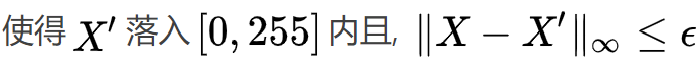 使得 X′ 落入 [0, 255] 内且, ‖X − X′‖∞ ≤ ϵ